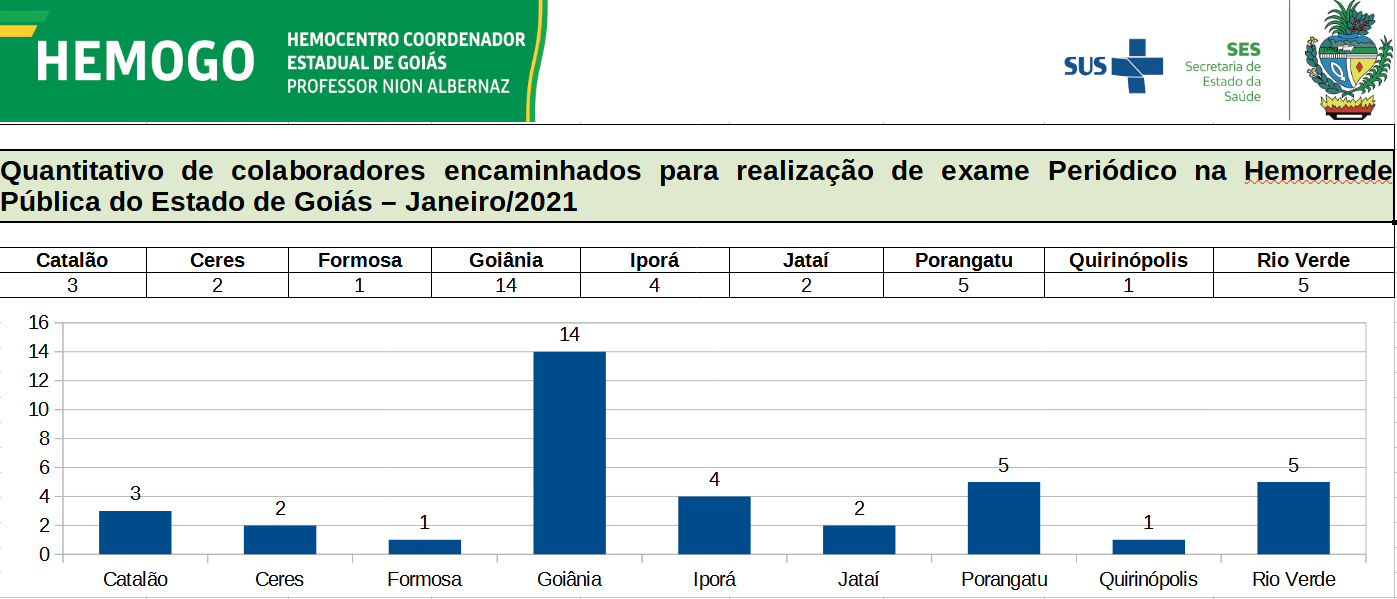 HEMOGO
HEMOCENTRO COORDENADOR
ESTADUAL DE GOIÁS
PROFESSOR NION ALBERNAZ
SUS
SES
Secretaria de
Estado da
Saúde
Quantitativo de colaboradores encaminhados para realização de exame Periódico na Hemorrede
Pública do Estado de Goiás – Janeiro/2021
Catalão Ceres Formosa Goiânia Iporá Jataí Porangatu Quirinópolis Rio Verde
3 2 1 14 4 2 5 1 5
16
14
12
10
8
6
4
2
0
3 2 1 14 4 2 5 1 5
Catalão Ceres Formosa Goiânia Iporá Jataí Porangatu Quirinópolis Rio Verde